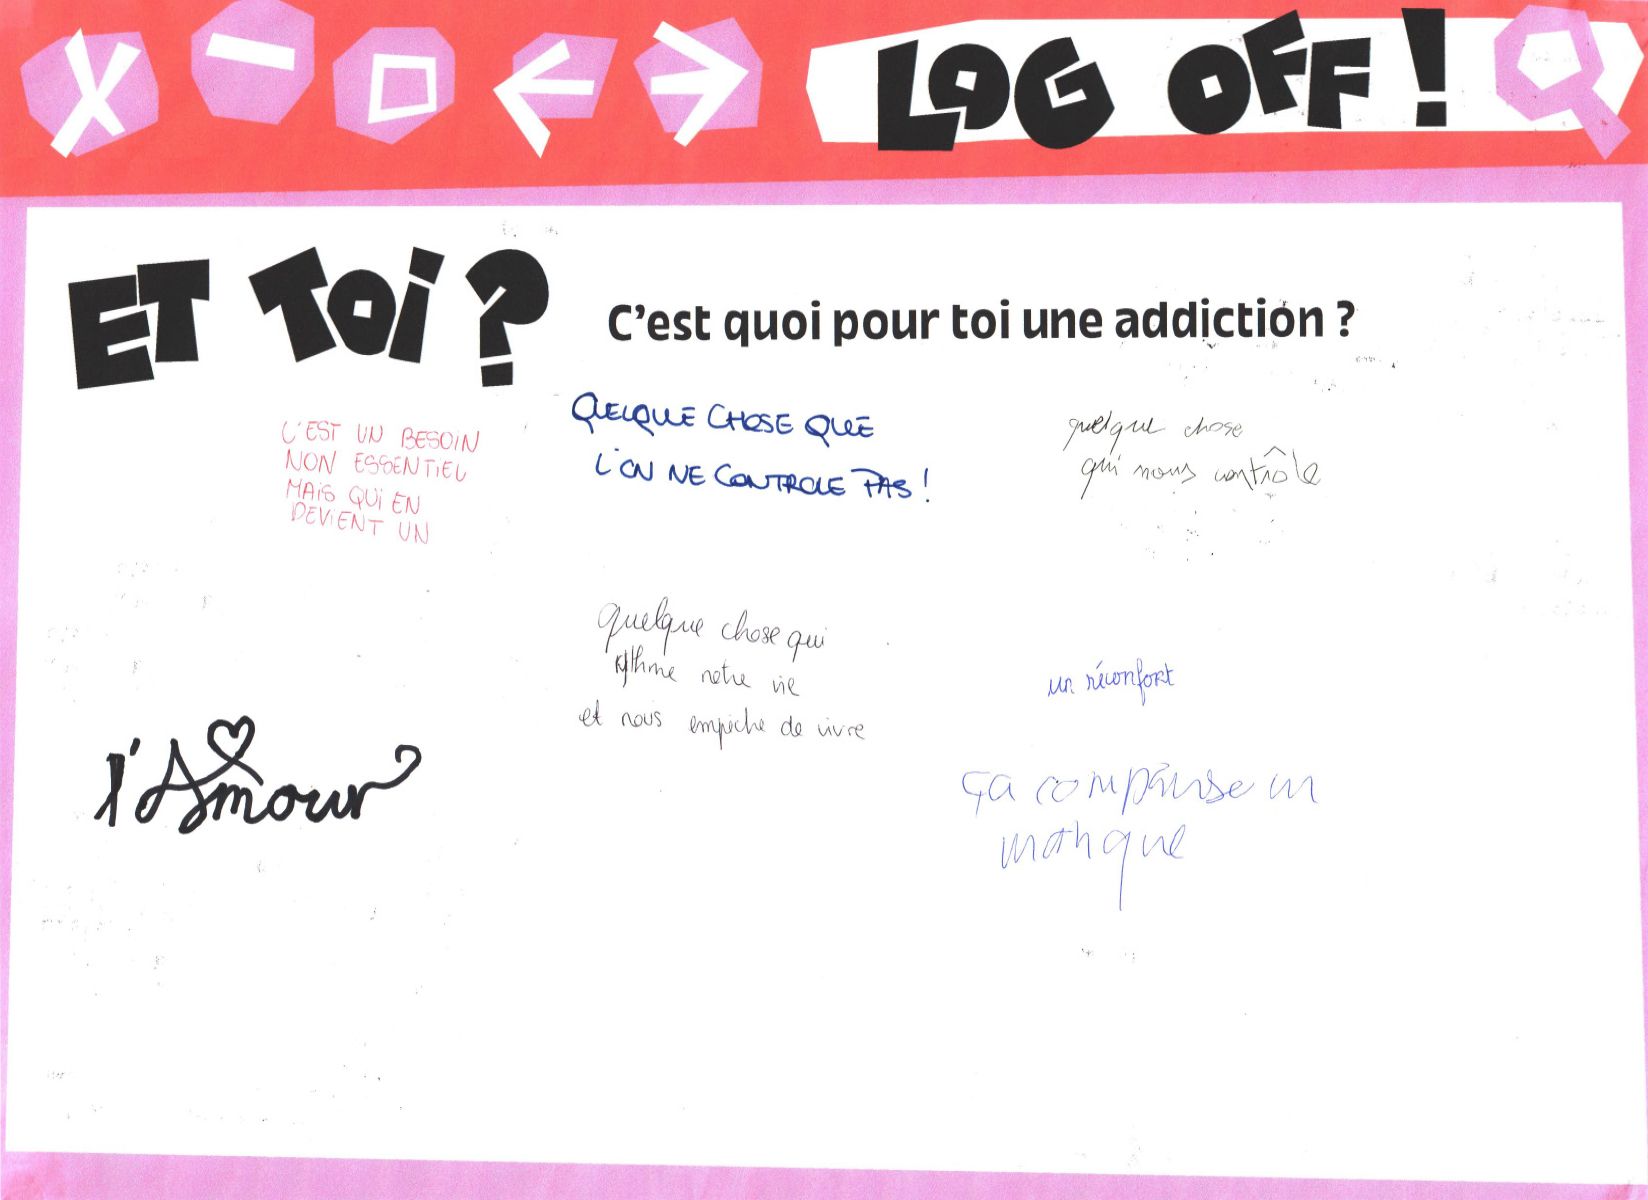 LOG OFF !
ET TOi ?
C'est quoi pour toi une addiction ?
C'EST UN BESOIN
NON ESSENTIEL
MAIS QUI EN
DEVIENT UN
QUELQUE CHOSE QUE
L'ON NE CONTROLE PAS !
quelque chose
qui nous contrôle
quelque chose qui
rythme notre vie
et nous empêche de vivre
un réconfort
l'Amour
ça compense un
manque